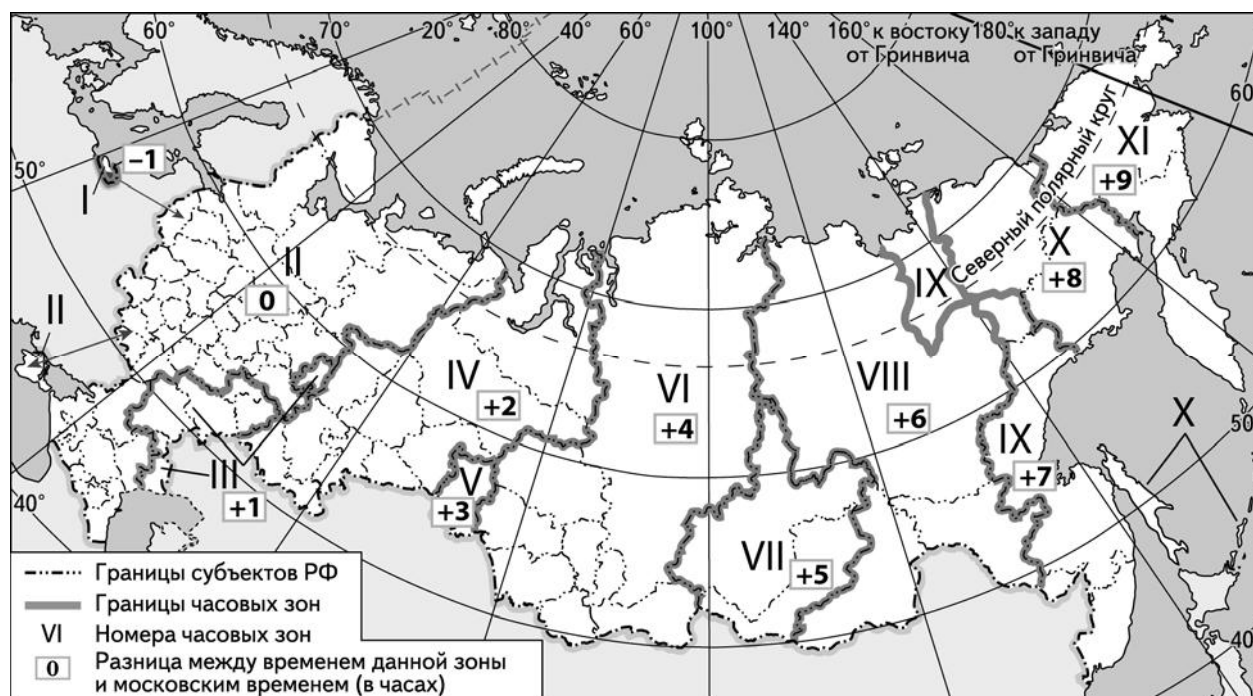 60° 70° 20° 80° 40° 60° 100° 140° 160° к востоку 180° к западу
от Гринвича от Гринвича
60°
50°
–1
I
Северный полярный круг
XI
+9
X
+8
II
0
IX
II
IV
+2
VI
+4
VIII
+6
X
50°
IX
+7
V
+3
III
+1
40°
VII
+5
40°
Границы субъектов РФ
Границы часовых зон
VI Номера часовых зон
0 Разница между временем данной зоны
и московским временем (в часах)